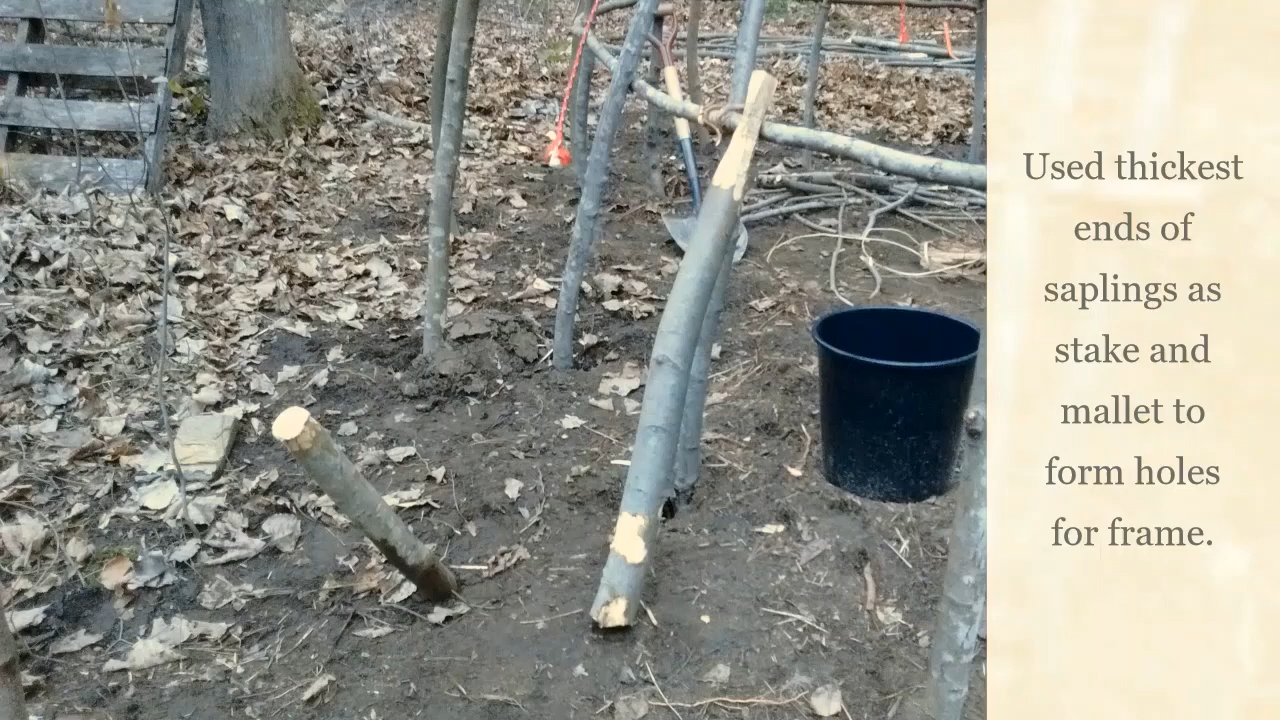 Used thickest
ends of
saplings as
stake and
mallet to
form holes
for frame.